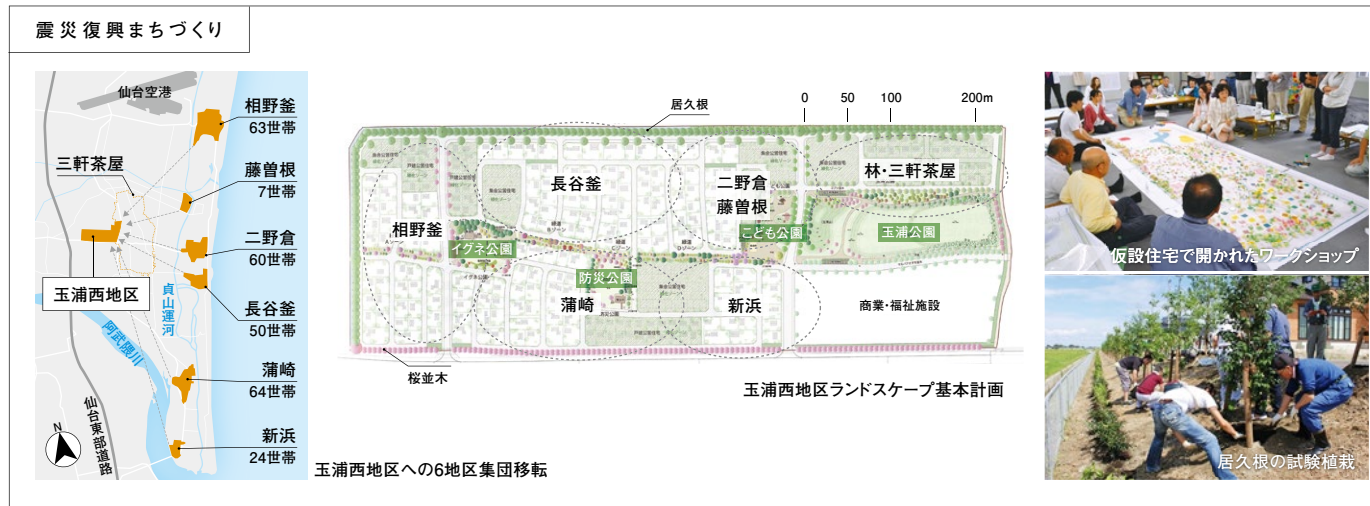 震災復興まちづくり
仙台空港
相野釜
63世帯
三軒茶屋
藤曽根
7世帯
二野倉
60世帯
玉浦西地区
貞山運河
長谷釜
50世帯
阿武隈川
蒲崎
64世帯
仙台東部道路
新浜
24世帯
N
玉浦西地区への6地区集団移転
居久根
0 50 100 200m
長谷釜
二野倉
藤曽根
林・三軒茶屋
相野釜
イグネ公園
こども公園
玉浦公園
防災公園
蒲崎
新浜
商業・福祉施設
桜並木
玉浦西地区ランドスケープ基本計画
仮設住宅で開かれたワークショップ
居久根の試験植栽